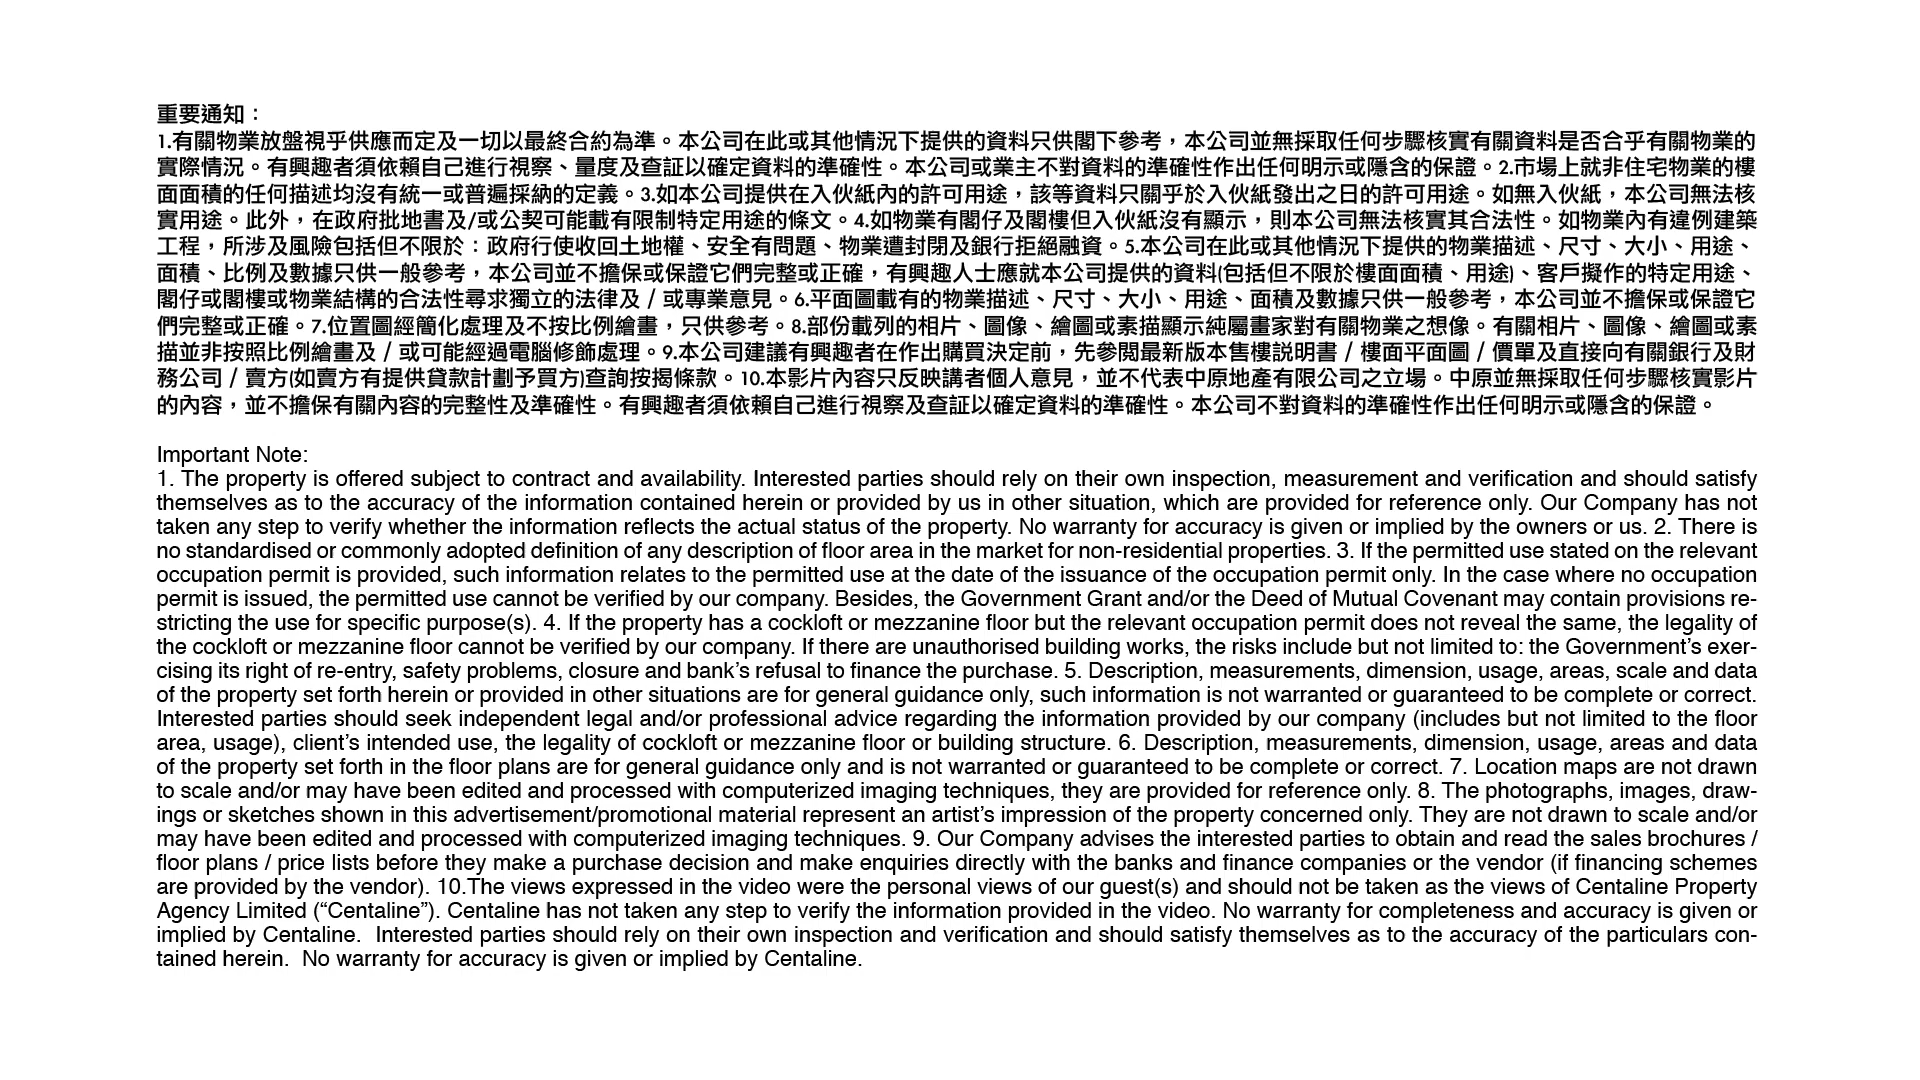 重要通知：
1.有關物業放盤視乎供應而定及一切以最終合約為準。本公司在此或其他情況下提供的資料只供閣下參考，本公司並無採取任何步驟核實有關資料是否合乎有關物業的
實際情況。有興趣者須依賴自己進行視察、量度及查証以確定資料的準確性。本公司或業主不對資料的準確性作出任何明示或隱含的保證。2.市場上就非住宅物業的樓
面面積的任何描述均沒有統一或普遍採納的定義。3.如本公司提供在入伙紙內的許可用途，該等資料只關乎於入伙紙發出之日的許可用途。如無入伙紙，本公司無法核
實用途。此外，在政府批地書及/或公契可能載有限制特定用途的條文。4.如物業有閣仔及閣樓但入伙紙沒有顯示，則本公司無法核實其合法性。如物業內有違例建築
工程，所涉及風險包括但不限於：政府行使收回土地權、安全有問題、物業遭封閉及銀行拒絕融資。5.本公司在此或其他情況下提供的物業描述、尺寸、大小、用途、
面積、比例及數據只供一般參考，本公司並不擔保或保證它們完整或正確，有興趣人士應就本公司提供的資料(包括但不限於樓面面積、用途)、客戶擬作的特定用途、
閣仔或閣樓或物業結構的合法性尋求獨立的法律及 / 或專業意見。6.平面圖載有的物業描述、尺寸、大小、用途、面積及數據只供一般參考，本公司並不擔保或保證它
們完整或正確。7.位置圖經簡化處理及不按比例繪畫，只供參考。8.部份載列的相片、圖像、繪圖或素描顯示純屬畫家對有關物業之想像。有關相片、圖像、繪圖或素
描並非按照比例繪畫及 / 或可能經過電腦修飾處理。9.本公司建議有興趣者在作出購買決定前，先參閱最新版本售樓説明書 / 樓面平面圖 / 價單及直接向有關銀行及財
務公司 / 賣方(如賣方有提供貸款計劃予買方)查詢按揭條款。10.本影片內容只反映講者個人意見，並不代表中原地產有限公司之立場。中原並無採取任何步驟核實影片
的內容，並不擔保有關內容的完整性及準確性。有興趣者須依賴自己進行視察及查証以確定資料的準確性。本公司不對資料的準確性作出任何明示或隱含的保證。
Important Note:
1. The property is offered subject to contract and availability. Interested parties should rely on their own inspection, measurement and verification and should satisfy
themselves as to the accuracy of the information contained herein or provided by us in other situation, which are provided for reference only. Our Company has not
taken any step to verify whether the information reflects the actual status of the property. No warranty for accuracy is given or implied by the owners or us. 2. There is
no standardised or commonly adopted definition of any description of floor area in the market for non-residential properties. 3. If the permitted use stated on the relevant
occupation permit is provided, such information relates to the permitted use at the date of the issuance of the occupation permit only. In the case where no occupation
permit is issued, the permitted use cannot be verified by our company. Besides, the Government Grant and/or the Deed of Mutual Covenant may contain provisions re-
stricting the use for specific purpose(s). 4. If the property has a cockloft or mezzanine floor but the relevant occupation permit does not reveal the same, the legality of
the cockloft or mezzanine floor cannot be verified by our company. If there are unauthorised building works, the risks include but not limited to: the Government’s exer-
cising its right of re-entry, safety problems, closure and bank’s refusal to finance the purchase. 5. Description, measurements, dimension, usage, areas, scale and data
of the property set forth herein or provided in other situations are for general guidance only, such information is not warranted or guaranteed to be complete or correct.
Interested parties should seek independent legal and/or professional advice regarding the information provided by our company (includes but not limited to the floor
area, usage), client’s intended use, the legality of cockloft or mezzanine floor or building structure. 6. Description, measurements, dimension, usage, areas and data
of the property set forth in the floor plans are for general guidance only and is not warranted or guaranteed to be complete or correct. 7. Location maps are not drawn
to scale and/or may have been edited and processed with computerized imaging techniques, they are provided for reference only. 8. The photographs, images, draw-
ings or sketches shown in this advertisement/promotional material represent an artist’s impression of the property concerned only. They are not drawn to scale and/or
may have been edited and processed with computerized imaging techniques. 9. Our Company advises the interested parties to obtain and read the sales brochures /
floor plans / price lists before they make a purchase decision and make enquiries directly with the banks and finance companies or the vendor (if financing schemes
are provided by the vendor). 10.The views expressed in the video were the personal views of our guest(s) and should not be taken as the views of Centaline Property
Agency Limited (“Centaline”). Centaline has not taken any step to verify the information provided in the video. No warranty for completeness and accuracy is given or
implied by Centaline.  Interested parties should rely on their own inspection and verification and should satisfy themselves as to the accuracy of the particulars con-
tained herein.  No warranty for accuracy is given or implied by Centaline.